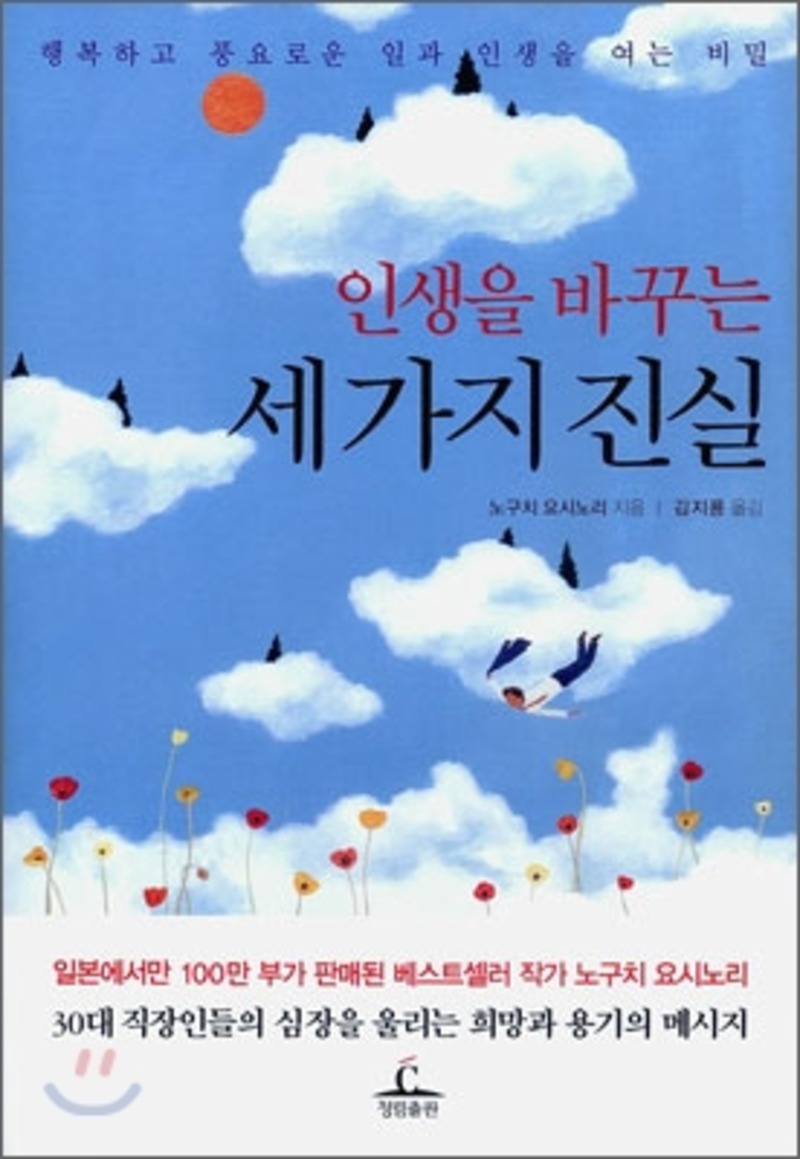 행복하고 풍요로운 일과 인생을 여는 비밀
인생을 바꾸는
세 가지 진실
노구치 요시노리 지음 | 김지룡 옮김
일본에서만 100만 부가 판매된 베스트셀러 작가 노구치 요시노리
30대 직장인들의 심장을 울리는 희망과 용기의 메시지
C
청림출판